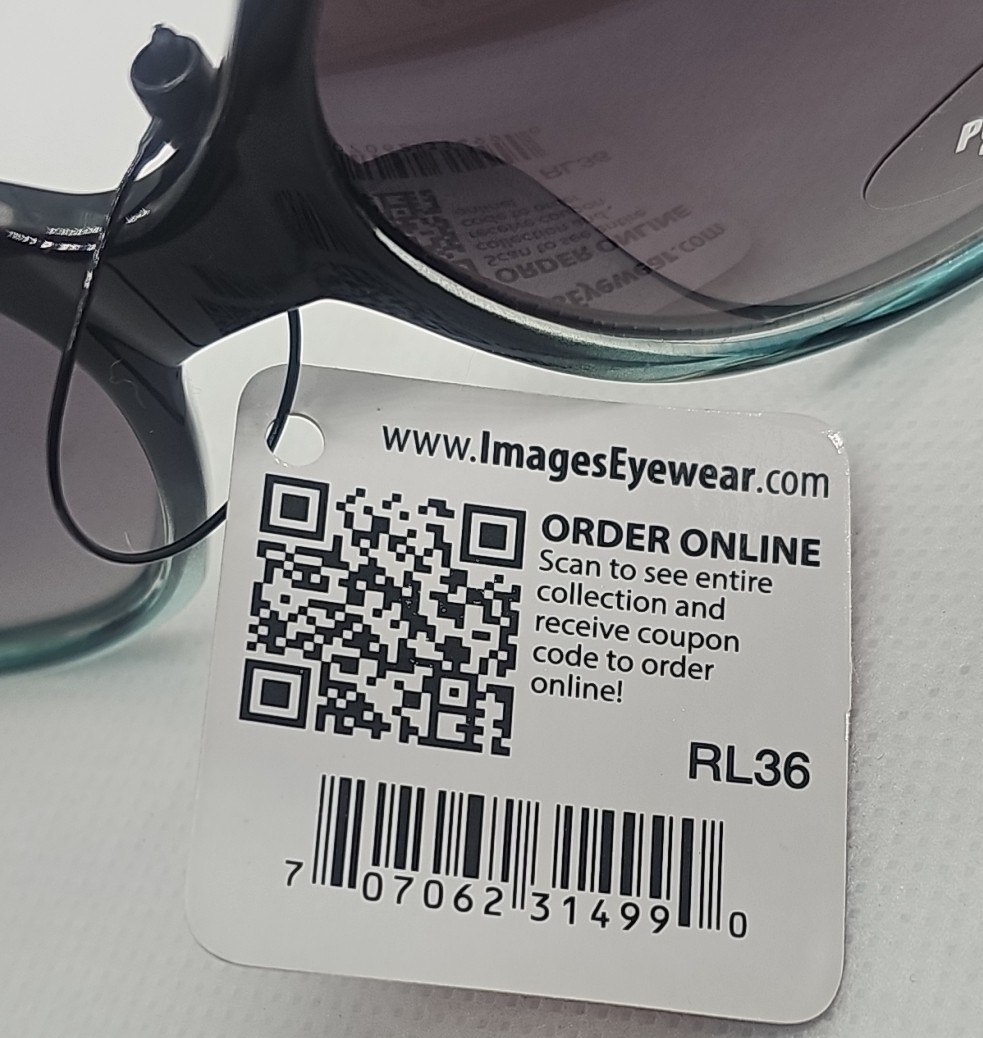 www.ImagesEyewear.com
ORDER ONLINE
Scan to see entire
collection and
receive coupon
code to order
online!
RL36
7 07062 31499 0